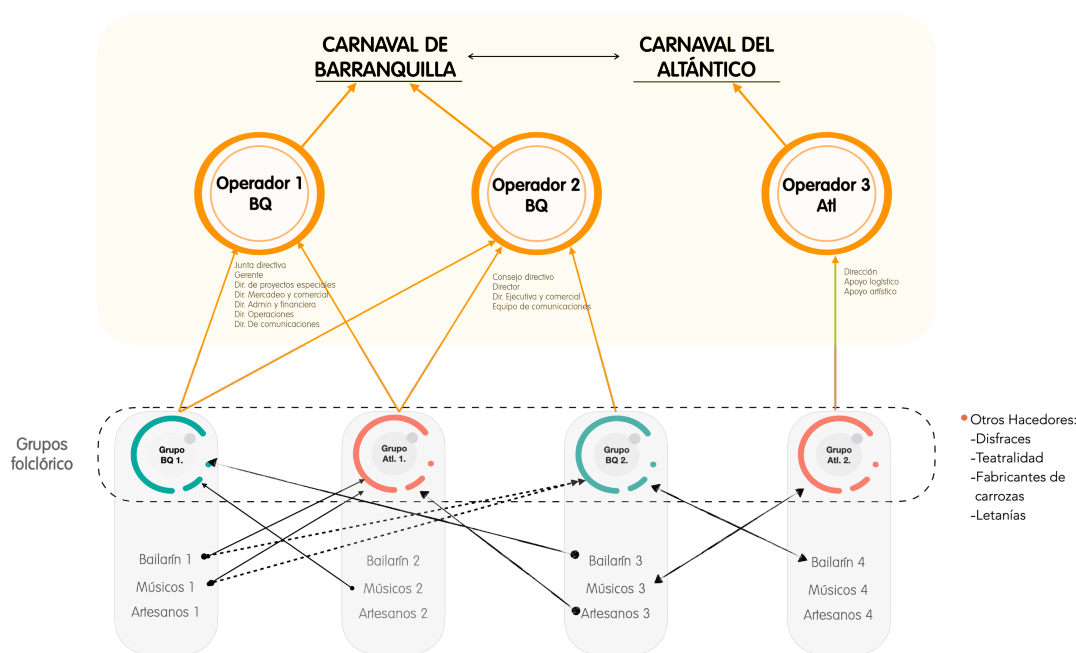 CARNAVAL DE
BARRANQUILLA
CARNAVAL DEL
ALTÁNTICO
Operador 1
BQ
Operador 2
BQ
Operador 3
Atl
Junta directiva
Gerente
Dir. de proyectos especiales
Dir. Mercadeo y comercial
Dir. Admin y financiera
Dir. Operaciones
Dir. De comunicaciones
Consejo directivo
Director
Dir. Ejecutiva y comercial
Equipo de comunicaciones
Dirección
Apoyo logístico
Apoyo artístico
Grupos
folclórico
Grupo
BQ 1.
Grupo
Atl. 1.
Grupo
BQ 2.
Grupo
Atl. 2.
Otros Hacedores:
-Disfraces
-Teatralidad
-Fabricantes de
carrozas
-Letanías
Bailarín 1
Músicos 1
Artesanos 1
Bailarín 2
Músicos 2
Artesanos 2
Bailarín 3
Músicos 3
Artesanos 3
Bailarín 4
Músicos 4
Artesanos 4